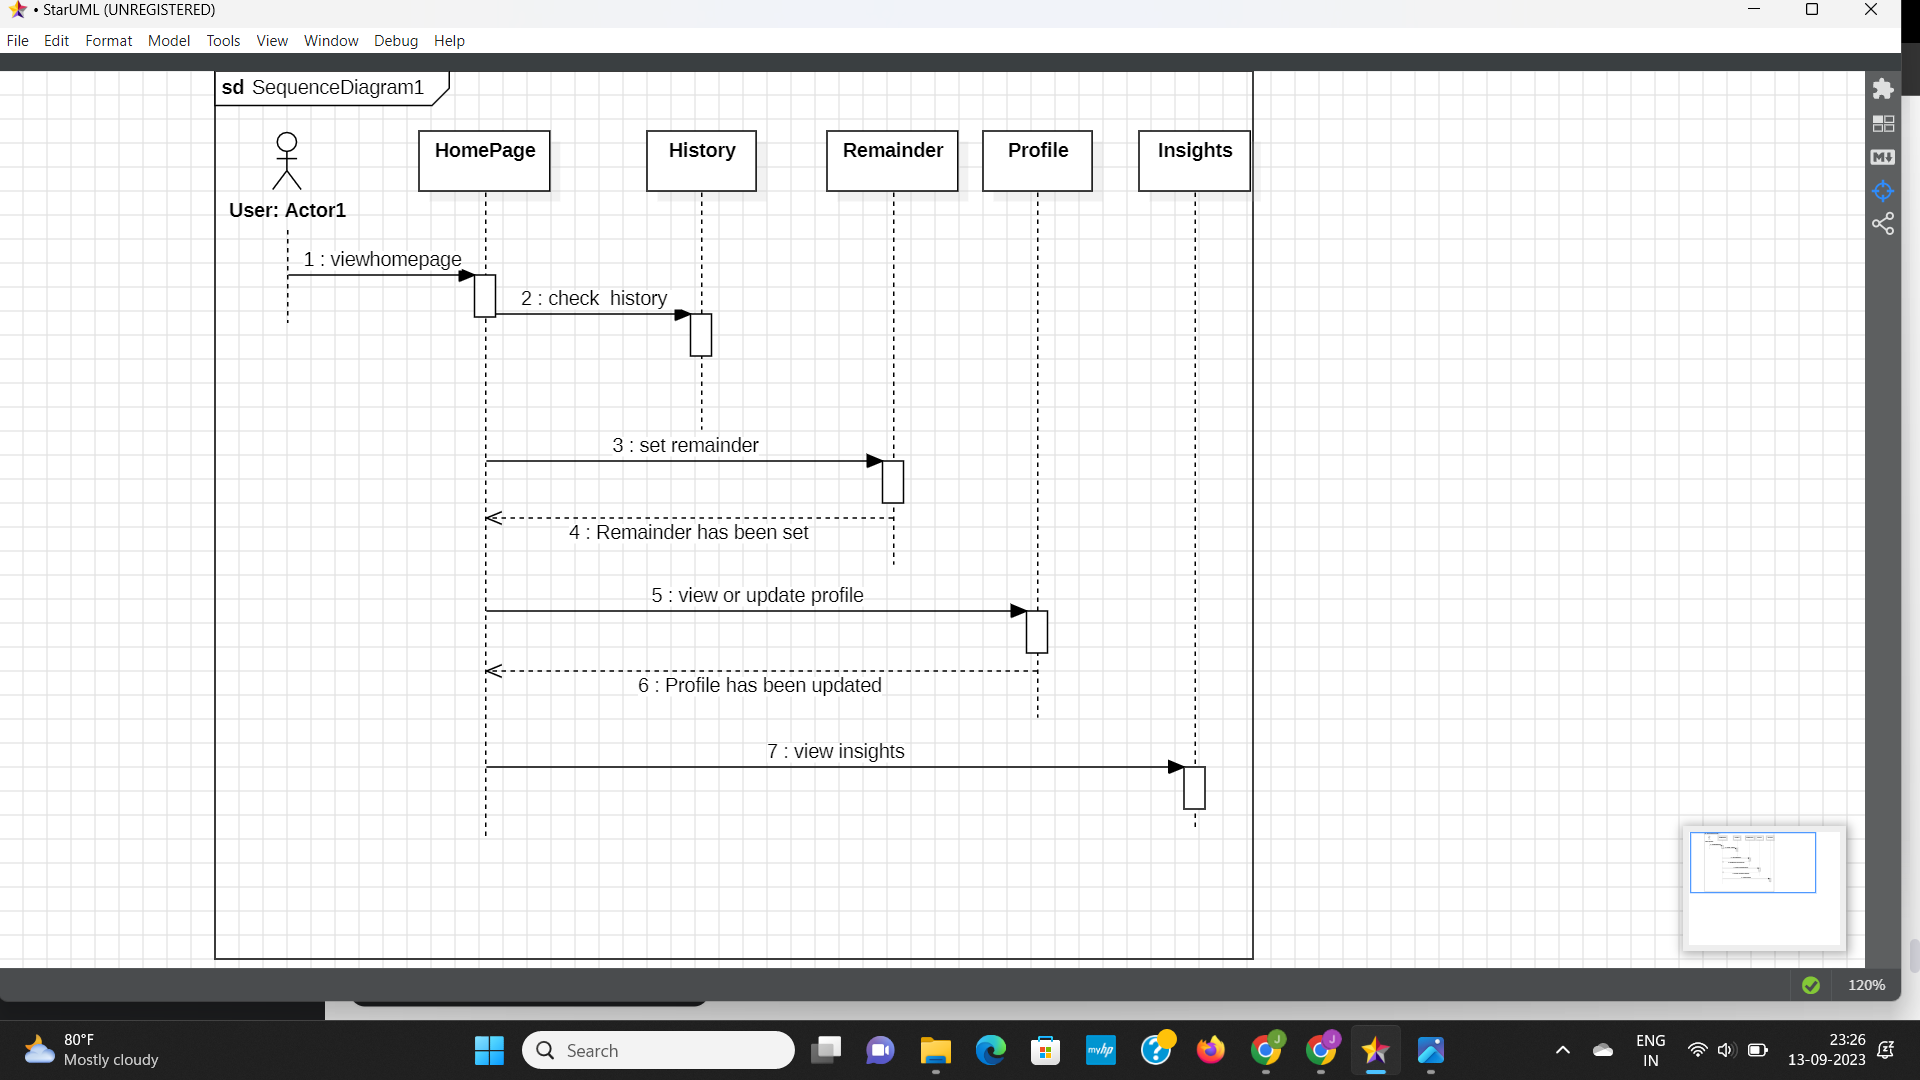 • StarUML (UNREGISTERED)
File Edit Format Model Tools View Window Debug Help
sd SequenceDiagram1
HomePage History Remainder Profile Insights
User: Actor1
1 : viewhomepage
2 : check  history
3 : set remainder
4 : Remainder has been set
5 : view or update profile
6 : Profile has been updated
7 : view insights
120%
80°F
Mostly cloudy
Search
myhp
J
J
ENG
IN
23:26
13-09-2023